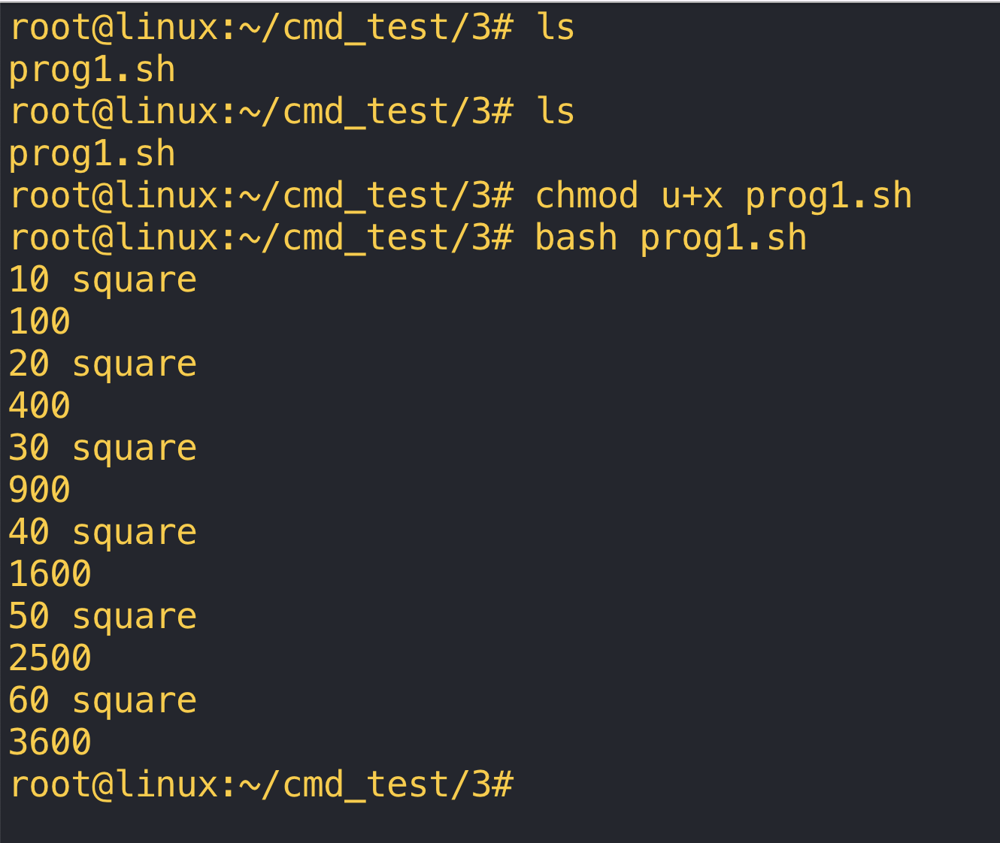 root@linux:~/cmd_test/3# ls
prog1.sh
root@linux:~/cmd_test/3# ls
prog1.sh
root@linux:~/cmd_test/3# chmod u+x prog1.sh
root@linux:~/cmd_test/3# bash prog1.sh
10 square
100
20 square
400
30 square
900
40 square
1600
50 square
2500
60 square
3600
root@linux:~/cmd_test/3#